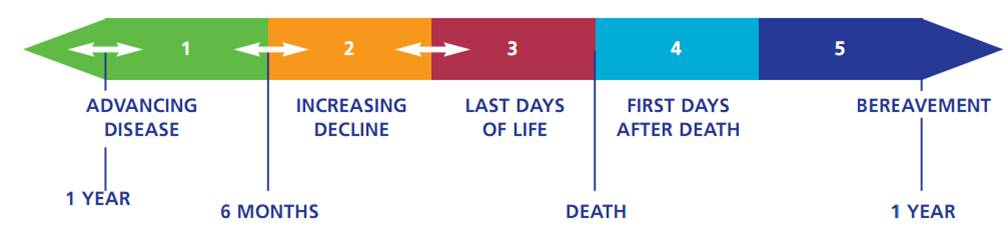 1 2 3 4 5
ADVANCING INCREASING LAST DAYS FIRST DAYS BEREAVEMENT
DISEASE DECLINE OF LIFE AFTER DEATH
1 YEAR
6 MONTHS DEATH 1 YEAR